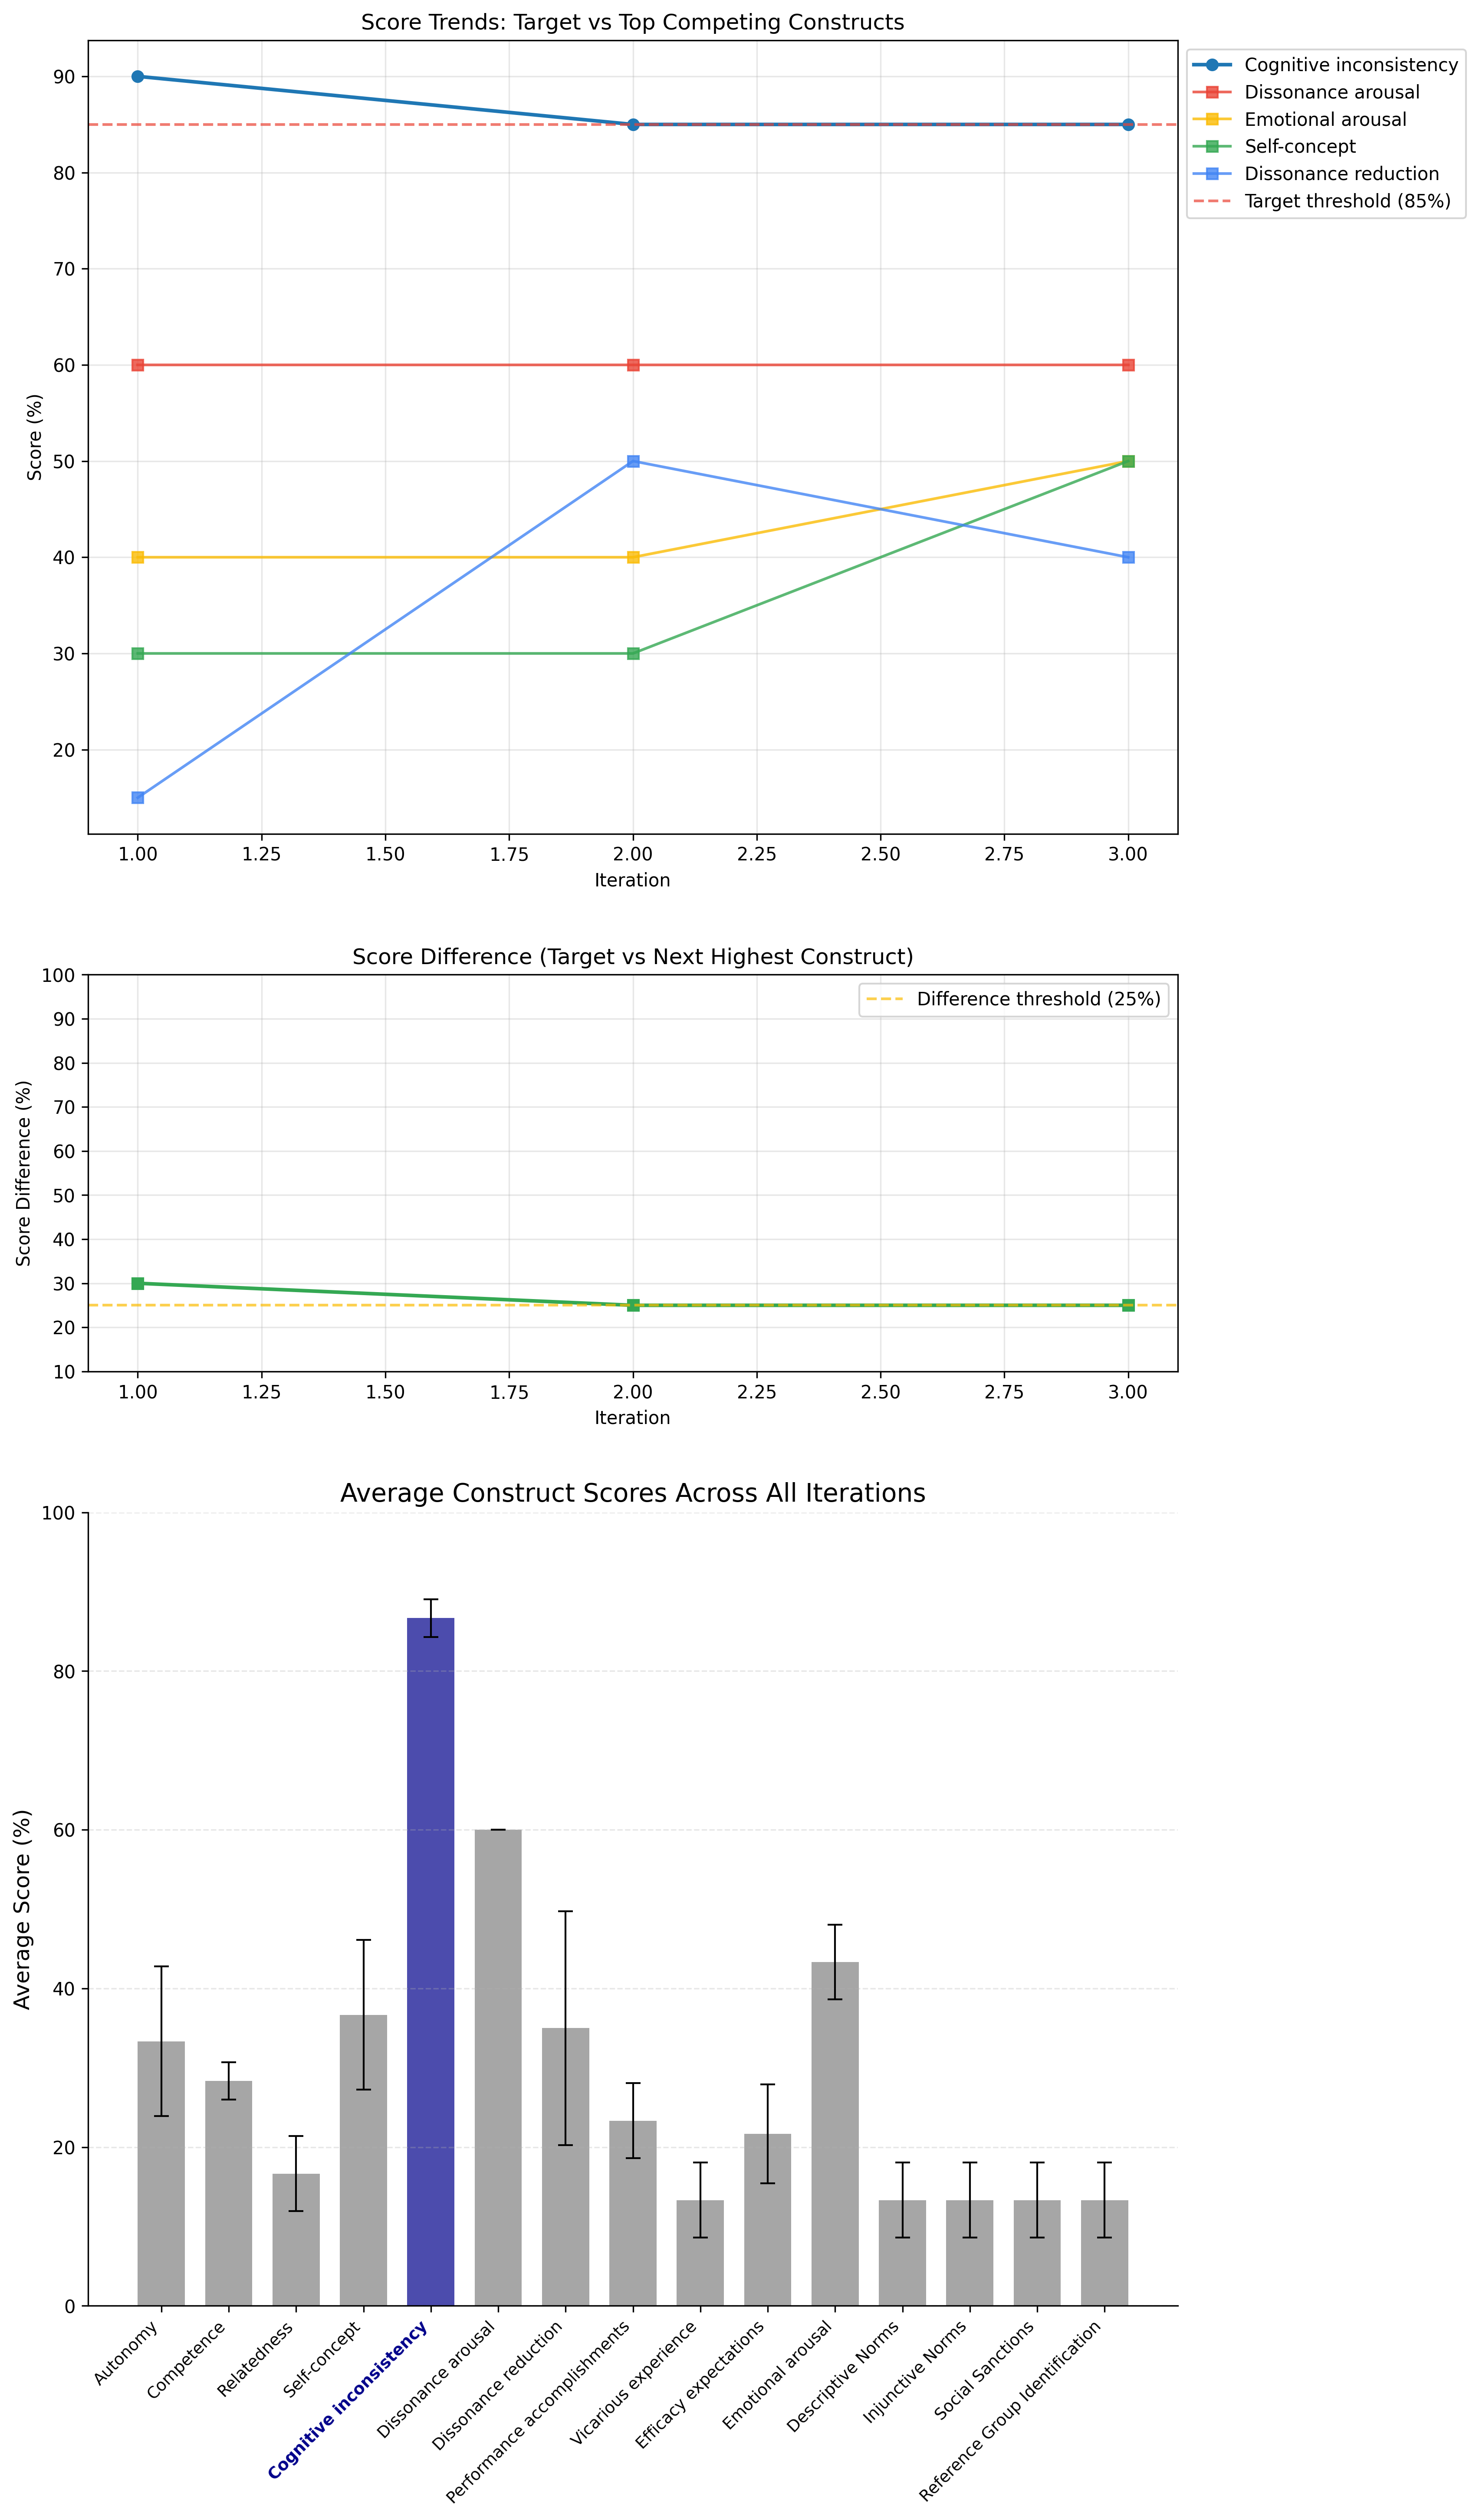 Score Trends: Target vs Top Competing Constructs
90
80
70
60
50
40
30
20
Score (%)
1.00 1.25 1.50 1.75 2.00 2.25 2.50 2.75 3.00
Iteration
Cognitive inconsistency
Dissonance arousal
Emotional arousal
Self-concept
Dissonance reduction
Target threshold (85%)
Score Difference (Target vs Next Highest Construct)
100
90
80
70
60
50
40
30
20
10
Score Difference (%)
Difference threshold (25%)
1.00 1.25 1.50 1.75 2.00 2.25 2.50 2.75 3.00
Iteration
Average Construct Scores Across All Iterations
100
80
60
40
20
0
Average Score (%)
Autonomy
Competence
Relatedness
Self-concept
Cognitive inconsistency
Dissonance arousal
Dissonance reduction
Performance accomplishments
Vicarious experience
Efficacy expectations
Emotional arousal
Descriptive Norms
Injunctive Norms
Social Sanctions
Reference Group Identification